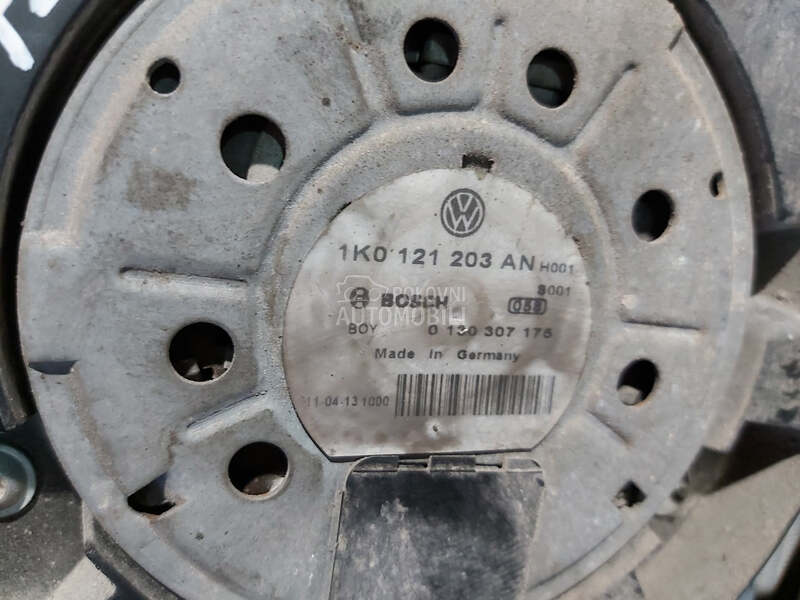 1K0 121 203 AN H001
S001
BOSCH 058
POLOVNI
AUTOMOBILI
BOY 0 130 307 175
Made in Germany
11-04-13 1000